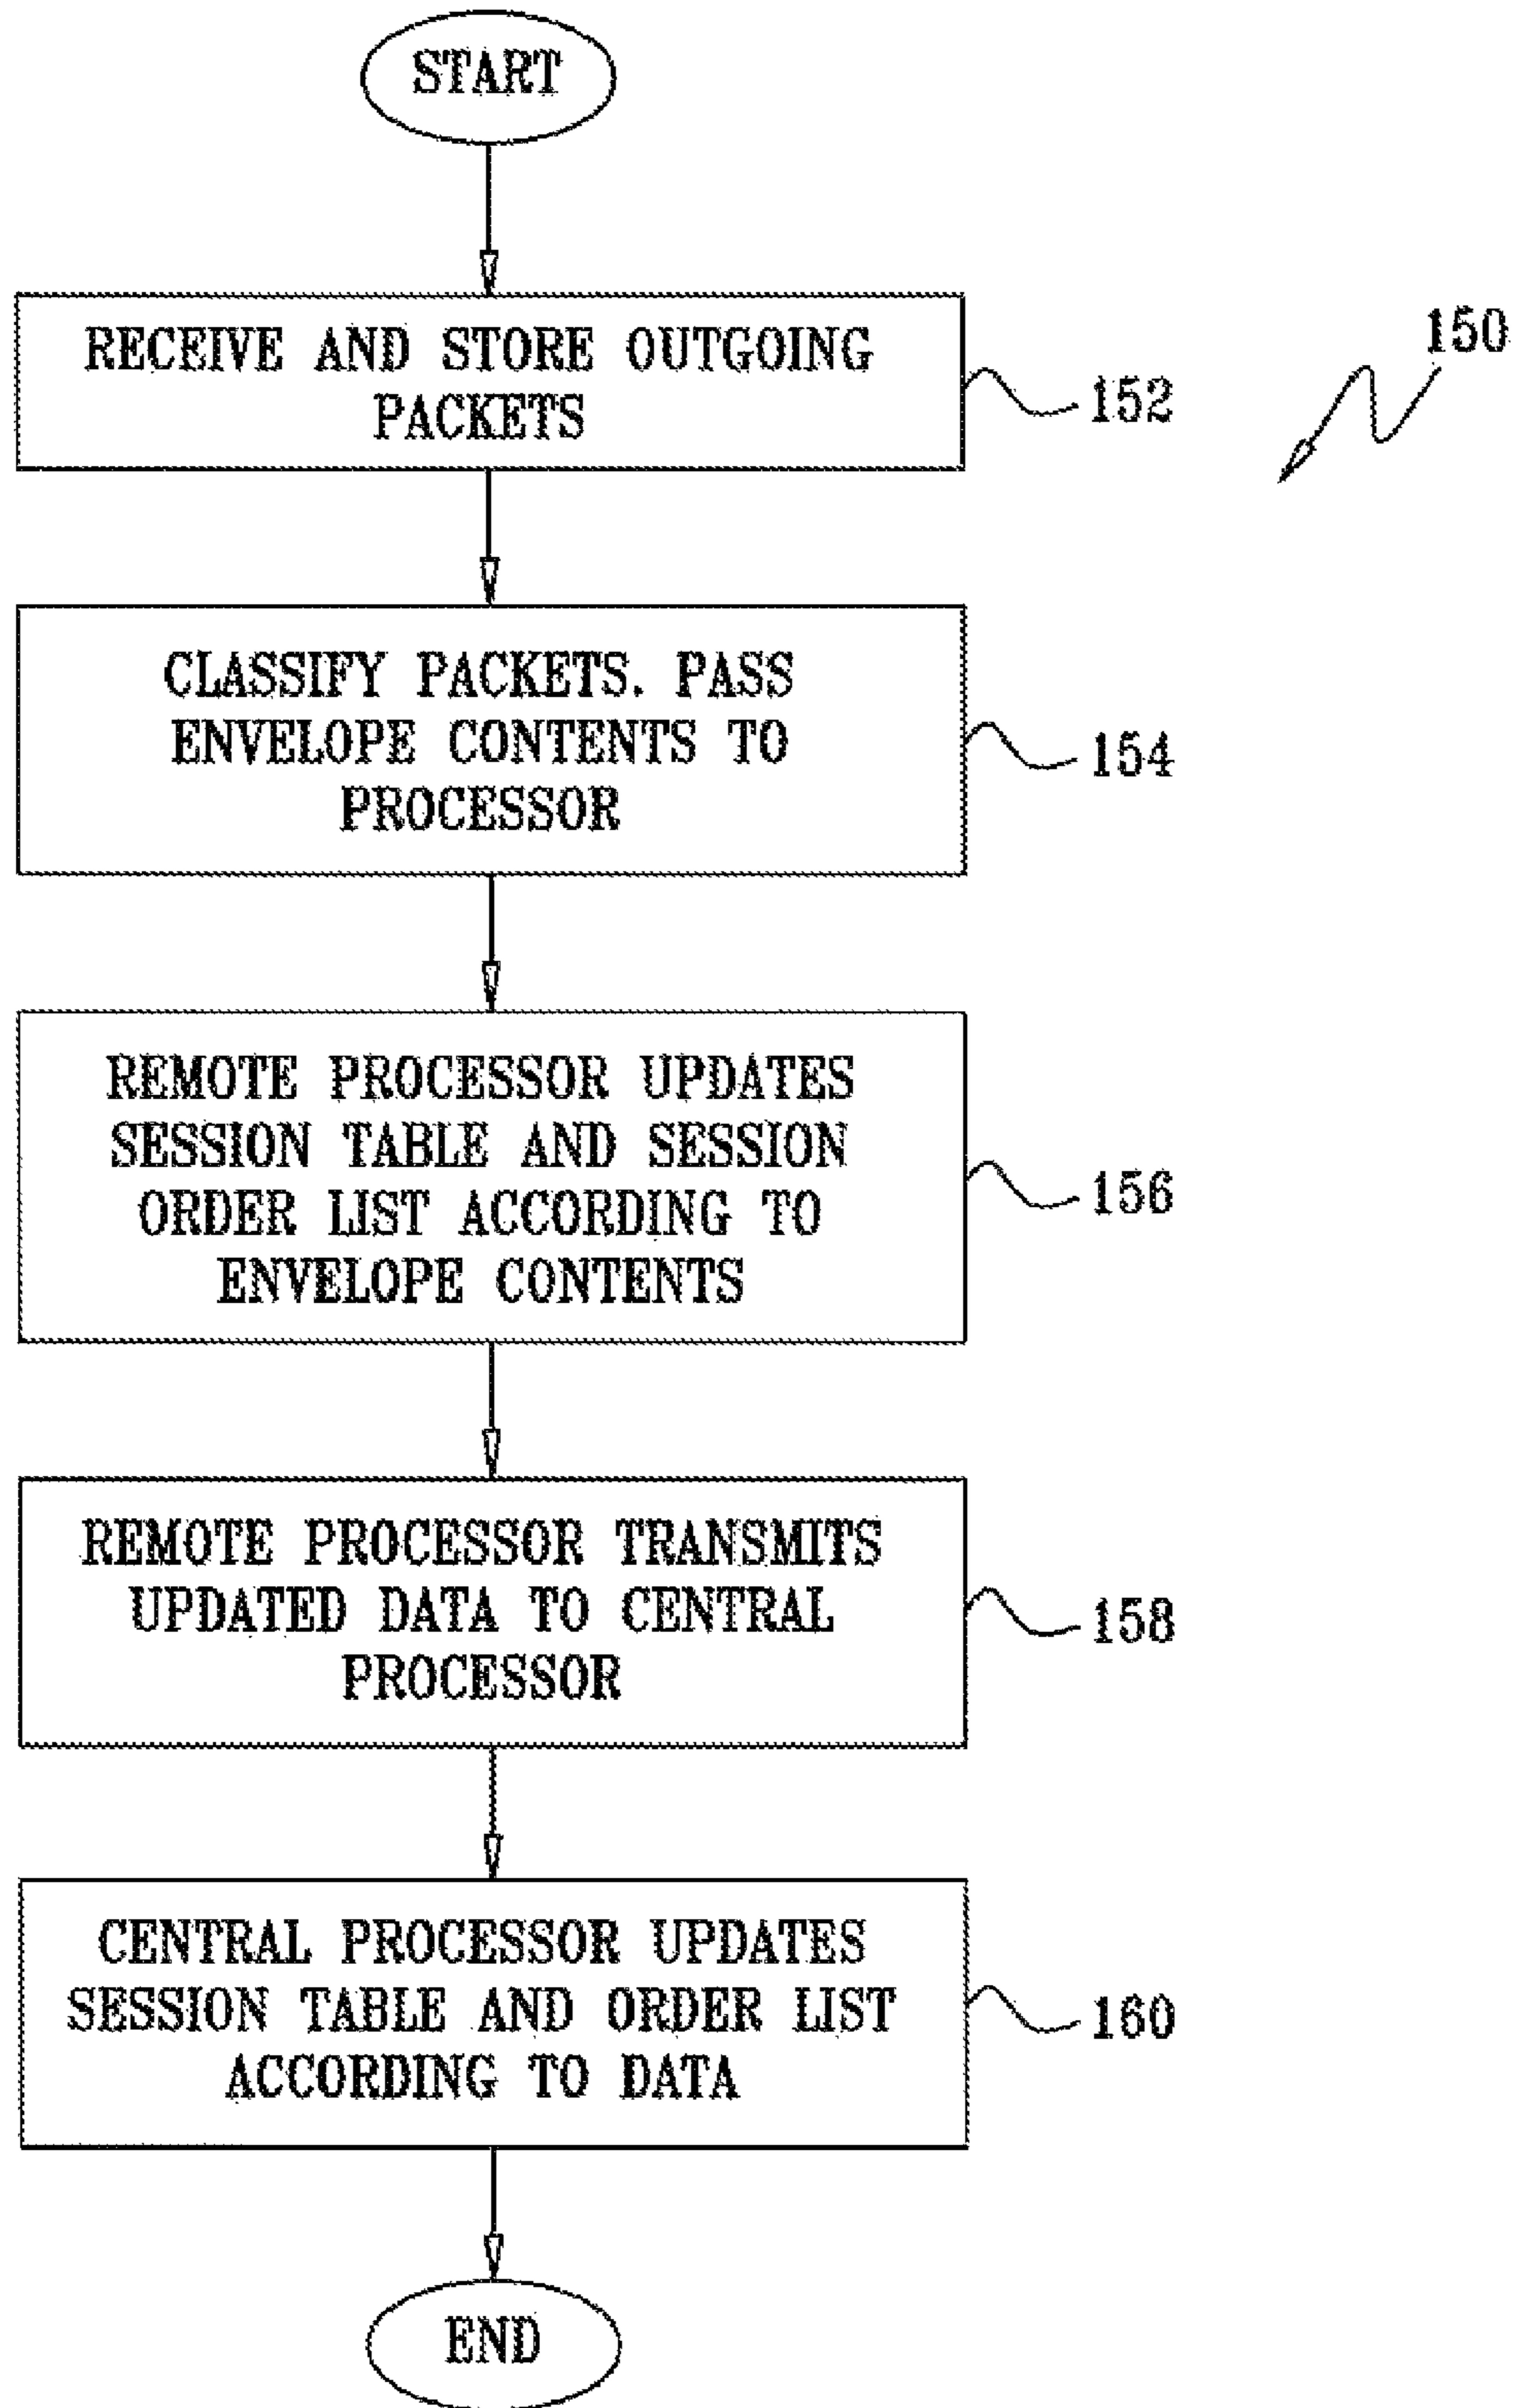 START
RECEIVE AND STORE OUTGOING
PACKETS
152
150
CLASSIFY PACKETS. PASS
ENVELOPE CONTENTS TO
PROCESSOR
154
REMOTE PROCESSOR UPDATES
SESSION TABLE AND SESSION
ORDER LIST ACCORDING TO
ENVELOPE CONTENTS
156
REMOTE PROCESSOR TRANSMITS
UPDATED DATA TO CENTRAL
PROCESSOR
158
CENTRAL PROCESSOR UPDATES
SESSION TABLE AND ORDER LIST
ACCORDING TO DATA
160
END